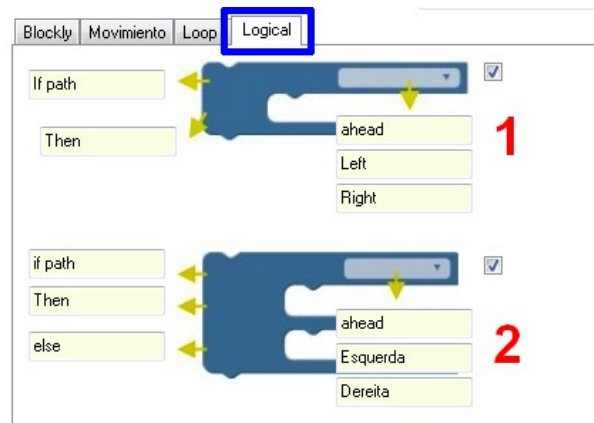 Blockly Movimiento Loop Logical
If path
Then
ahead
Left
Right
1
if path
Then
else
ahead
Esquerda
Dereita
2